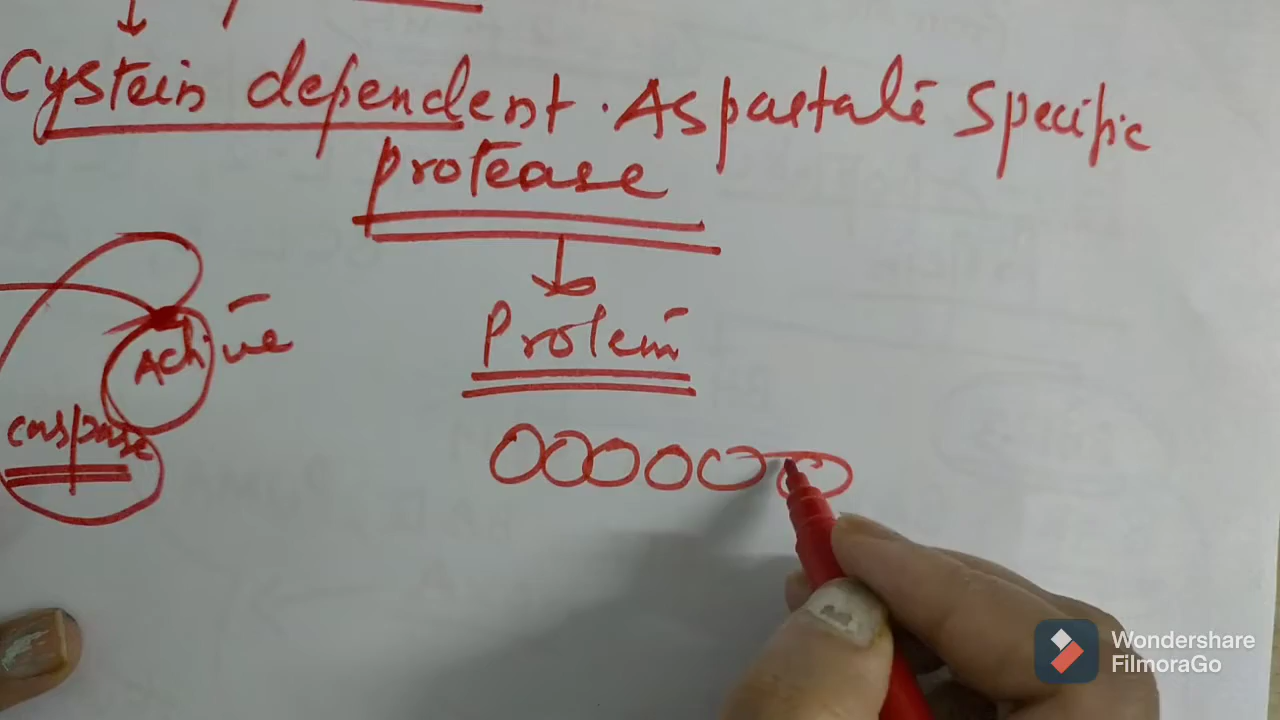 Cystein dependent . Aspartate Specific
protease
Protein
Active
caspase
Wondershare
FilmoraGo